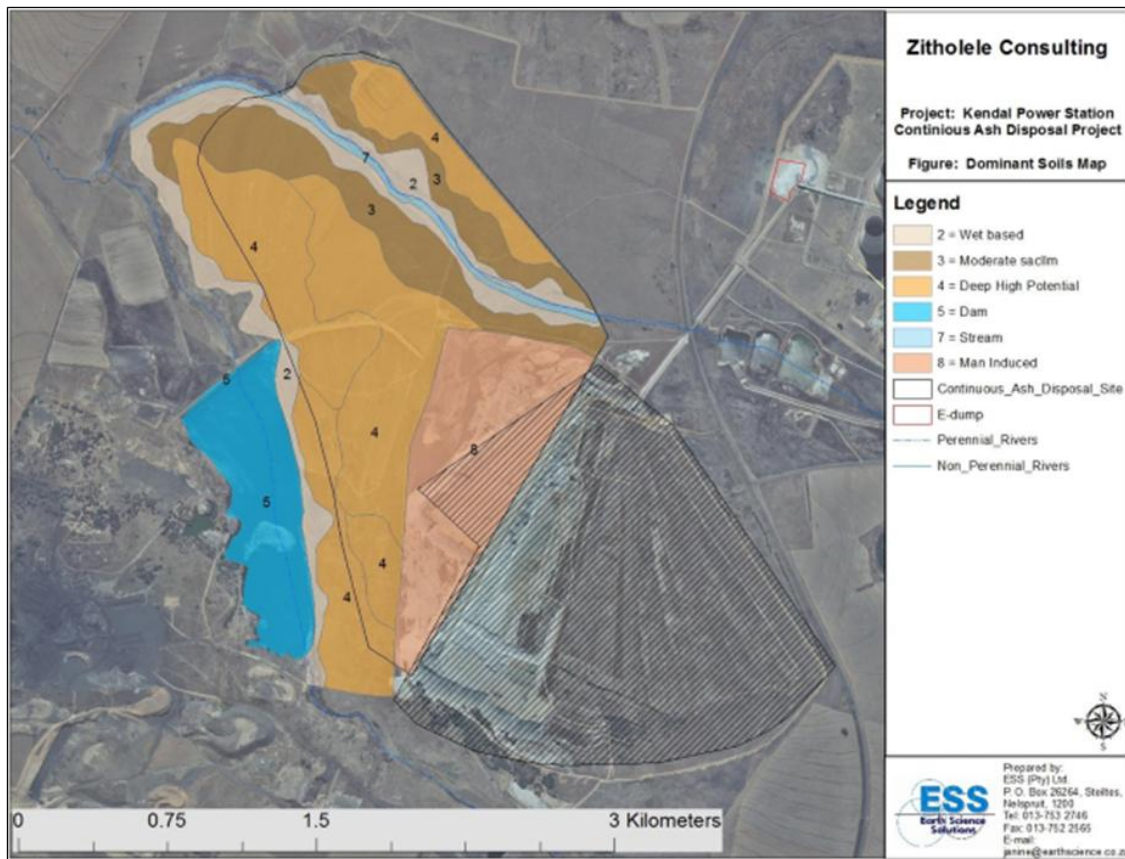 Zitholele Consulting
Project: Kendal Power Station
Continious Ash Disposal Project
Figure: Dominant Soils Map
Legend
2 = Wet based
3 = Moderate sacllm
4 = Deep High Potential
5 = Dam
7 = Stream
8 = Man Induced
Continuous_Ash_Disposal_Site
E-dump
Perennial_Rivers
Non_Perennial_Rivers
4
7
2
3
3
4
2
5
4
8
5
4
4
0 0.75 1.5 3 Kilometers
N
W
S
ESS
Earth Science
Solutions
Prepared by:
ESS (Pty) Ltd.
P. O. Box 26264, Steiltes,
Nelspruit, 1200
Tel: 013-753 2746
Fax: 013-752 2565
E-mail:
janine@earthscience.co.z